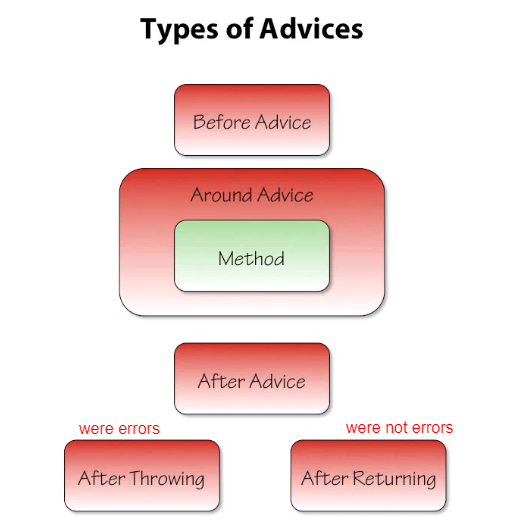 Types of Advices
Before Advice
Around Advice
Method
After Advice
were errors
were not errors
After Throwing
After Returning